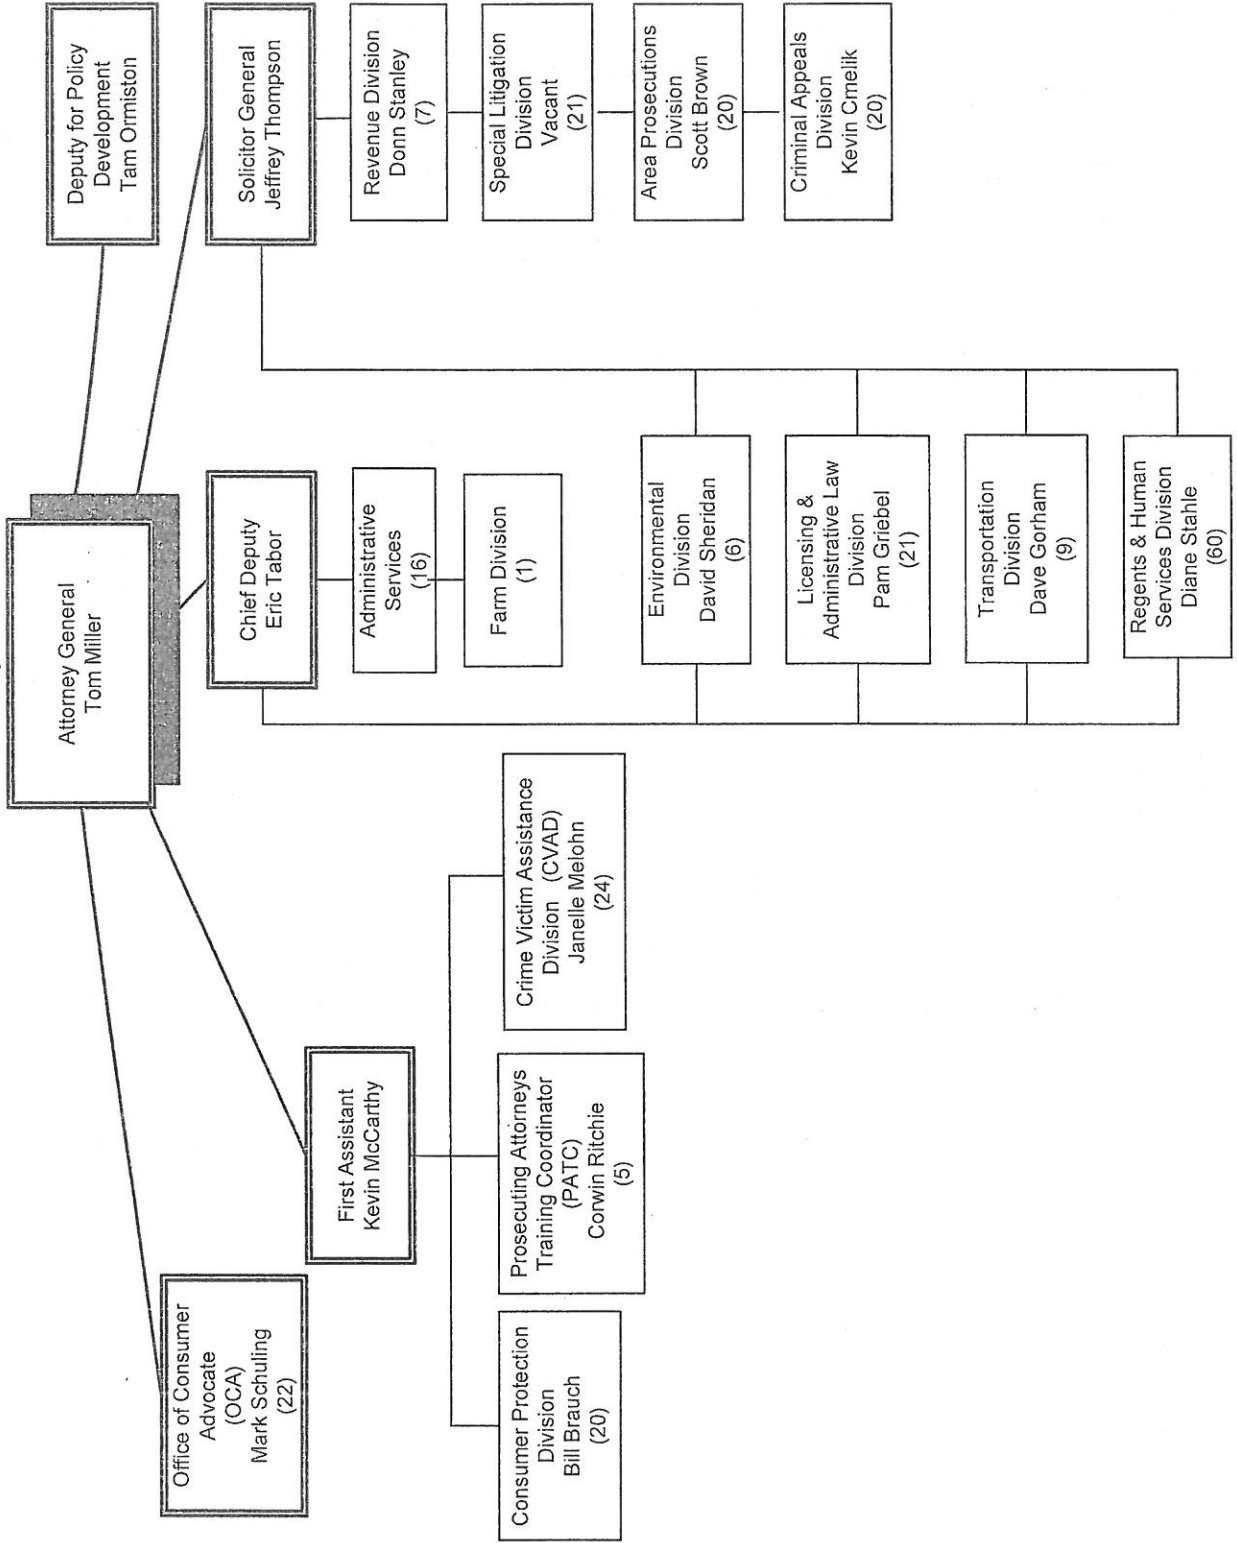 Attorney General
Tom Miller
Deputy for Policy
Development
Tam Ormiston
Office of Consumer
Advocate
(OCA)
Mark Schuling
(22)
First Assistant
Kevin McCarthy
Chief Deputy
Eric Tabor
Solicitor General
Jeffrey Thompson
Consumer Protection
Division
Bill Brauch
(20)
Prosecuting Attorneys
Training Coordinator
(PATC)
Corwin Ritchie
(5)
Crime Victim Assistance
Division (CVAD)
Janelle Melohn
(24)
Administrative
Services
(16)
Farm Division
(1)
Environmental
Division
David Sheridan
(6)
Licensing &
Administrative Law
Division
Pam Griebel
(21)
Transportation
Division
Dave Gorham
(9)
Regents & Human
Services Division
Diane Stahle
(60)
Revenue Division
Donn Stanley
(7)
Special Litigation
Division
Vacant
(21)
Area Prosecutions
Division
Scott Brown
(20)
Criminal Appeals
Division
Kevin Cmelik
(20)